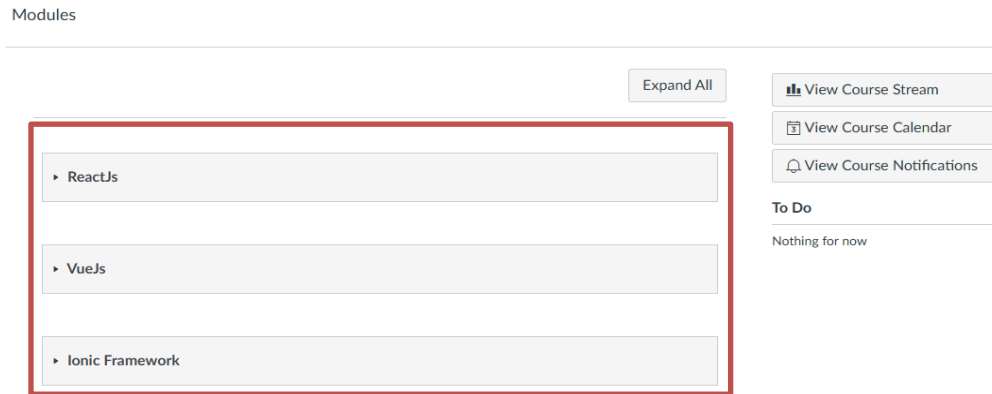 Modules
Expand All
ReactJs
VueJs
Ionic Framework
View Course Stream
3 View Course Calendar
View Course Notifications
To Do
Nothing for now